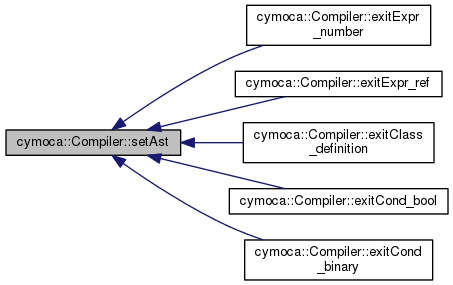 cymoca::Compiler::exitExpr
_number
cymoca::Compiler::exitExpr_ref
cymoca::Compiler::setAst
cymoca::Compiler::exitClass
_definition
cymoca::Compiler::exitCond_bool
cymoca::Compiler::exitCond
_binary